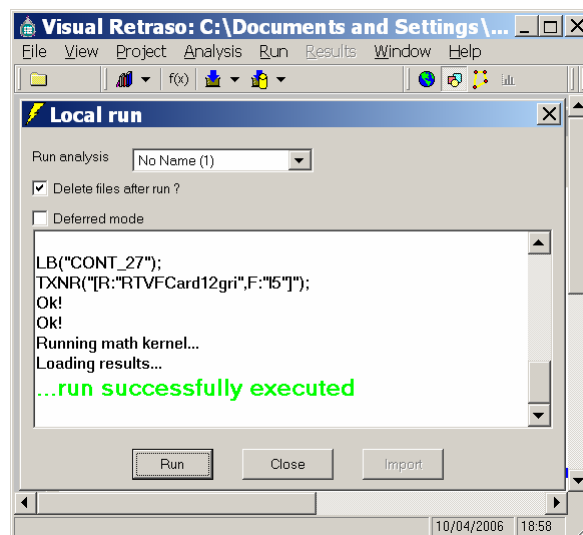 Visual Retraso: C:\Documents and Settings\...
File View Project Analysis Run Results Window Help
f(x)
Local run
Run analysis No Name (1)
Delete files after run ?
Deferred mode
LB("CONT_27");
TXNR("[R:"RTVFCard12gri",F:"I5"]");
Ok!
Ok!
Running math kernel...
Loading results...
...run successfully executed
Run Close Import
10/04/2006 18:58